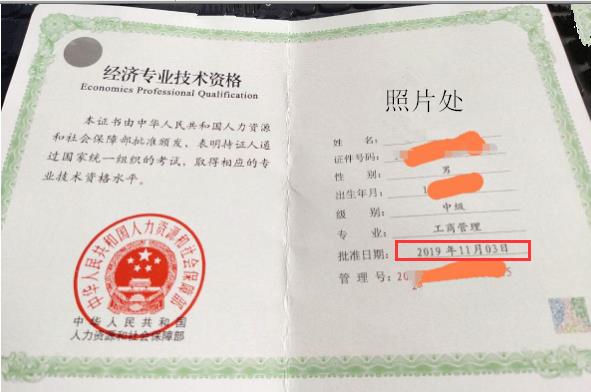 经济专业技术资格
Economics Professional Qualification
本证书由中华人民共和国人力资源
和社会保障部批准颁发，表明持证人通
过国家统一组织的考试，取得相应的专
业技术资格水平。
中华人民共和国人力资源和社会保障部
中华人民共和国
人力资源和社会保障部
照片处
姓 名：
证件号码：
性 别： 男
出生年月： 1
级 别： 中级
专 业： 工商管理
批准日期： 2019 年11月03日
管 理 号： 20 5